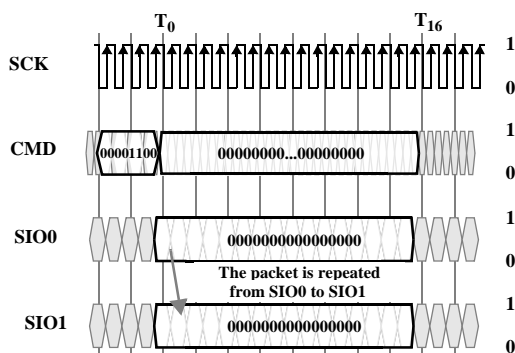 T0 T16
SCK 1
0
CMD 00001100 00000000...00000000 1
0
SIO0 0000000000000000 1
0
The packet is repeated
from SIO0 to SIO1
SIO1 0000000000000000 1
0